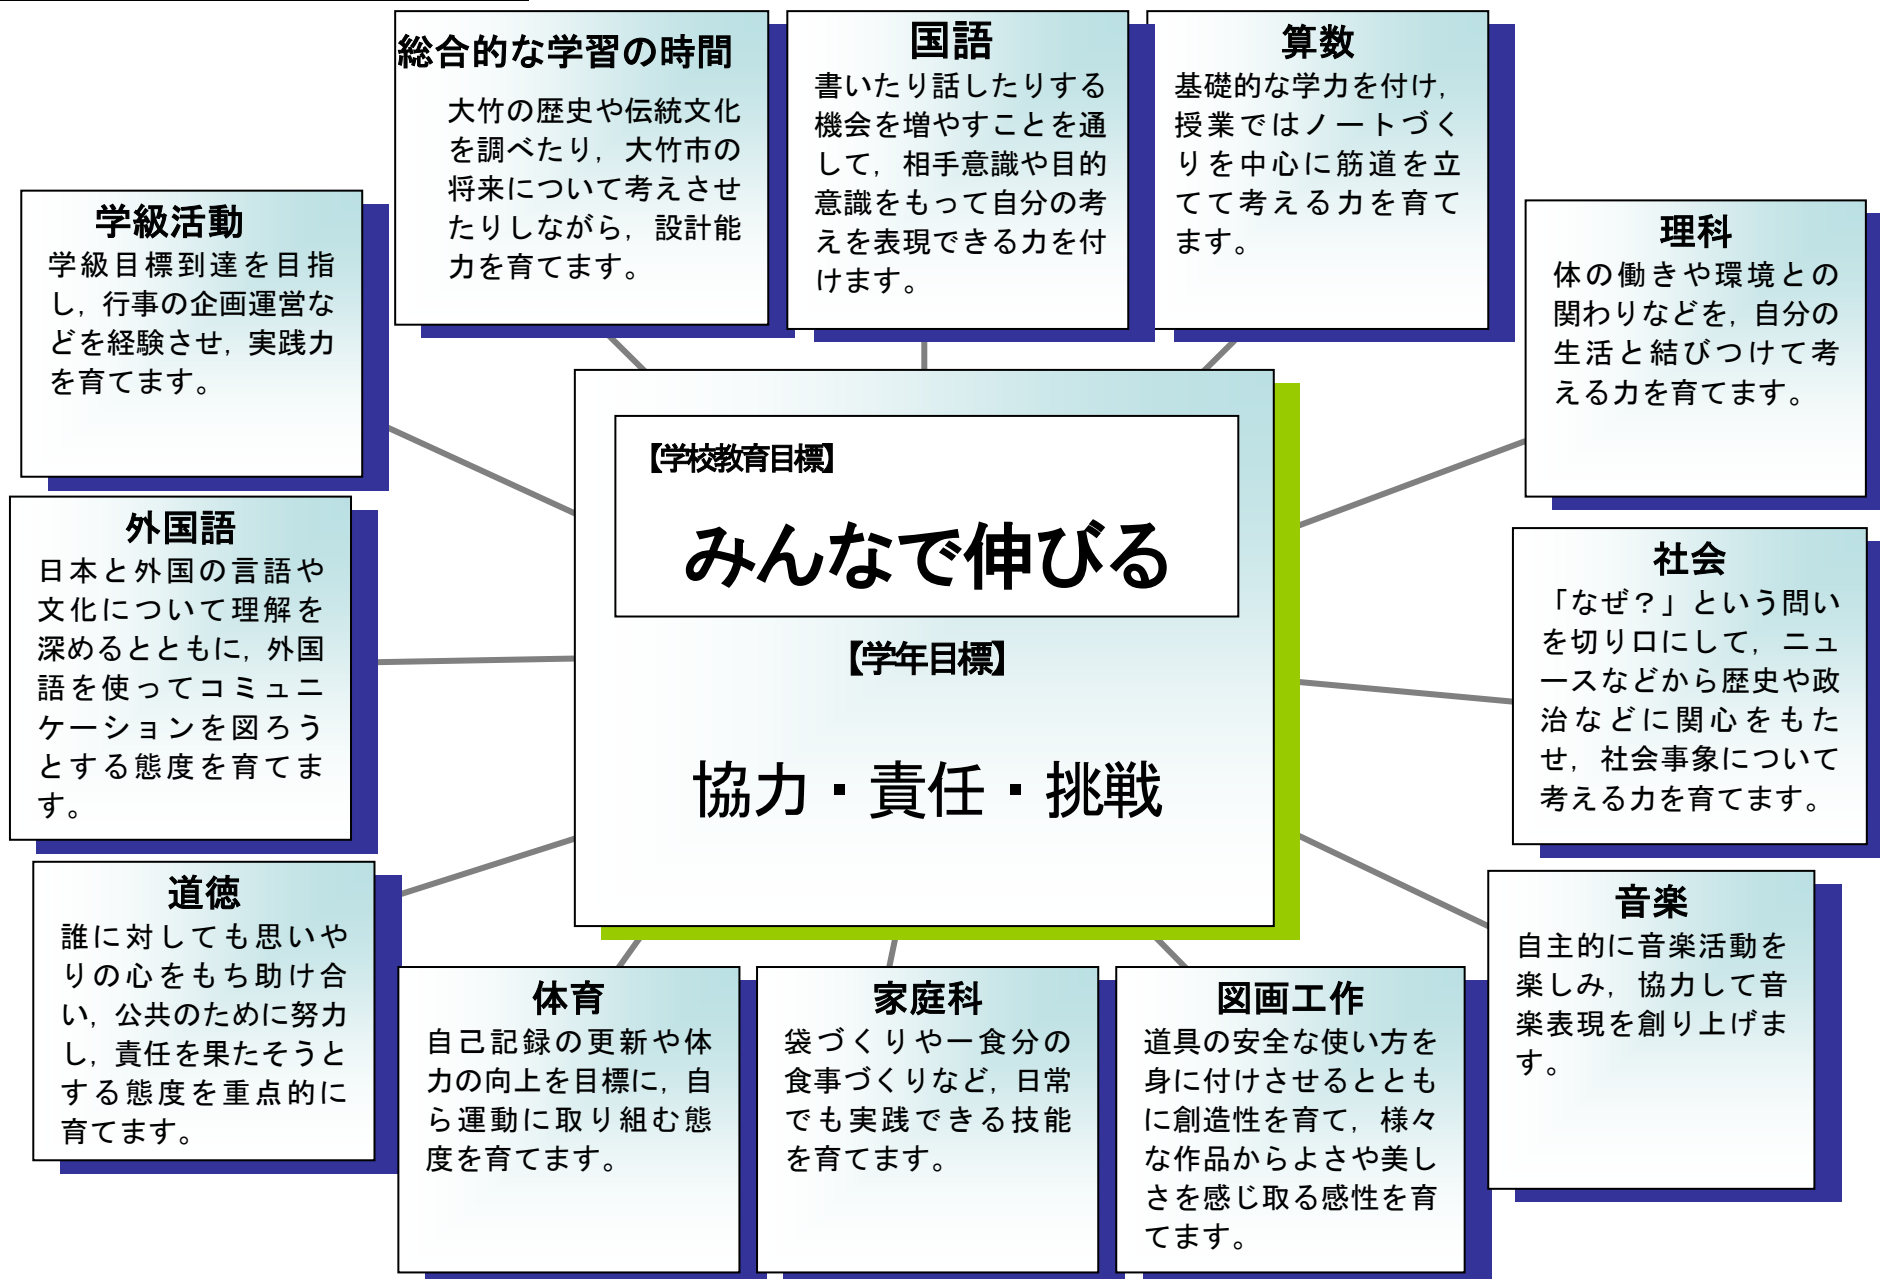 総合的な学習の時間
大竹の歴史や伝統文化
を調べたり，大竹市の
将来について考えさせ
たりしながら，設計能
力を育てます。
国語
書いたり話したりする
機会を増やすことを通
して，相手意識や目的
意識をもって自分の考
えを表現できる力を付
けます。
算数
基礎的な学力を付け，
授業ではノートづく
りを中心に筋道を立
てて考える力を育て
ます。
学級活動
学級目標到達を目指
し，行事の企画運営な
どを経験させ，実践力
を育てます。
理科
体の働きや環境との
関わりなどを，自分の
生活と結びつけて考
える力を育てます。
【学校教育目標】
みんなで伸びる
【学年目標】
協力・責任・挑戦
外国語
日本と外国の言語や
文化について理解を
深めるとともに，外国
語を使ってコミュニ
ケーションを図ろう
とする態度を育てま
す。
社会
「なぜ？」という問い
を切り口にして，ニュ
ースなどから歴史や政
治などに関心をもた
せ，社会事象について
考える力を育てます。
道徳
誰に対しても思いや
りの心をもち助け合
い，公共のために努力
し，責任を果たそうと
する態度を重点的に
育てます。
体育
自己記録の更新や体
力の向上を目標に，自
ら運動に取り組む態
度を育てます。
家庭科
袋づくりや一食分の
食事づくりなど，日常
でも実践できる技能
を育てます。
図画工作
道具の安全な使い方を
身に付けさせるととも
に創造性を育て，様々
な作品からよさや美し
さを感じ取る感性を育
てます。
音楽
自主的に音楽活動を
楽しみ，協力して音
楽表現を創り上げま
す。